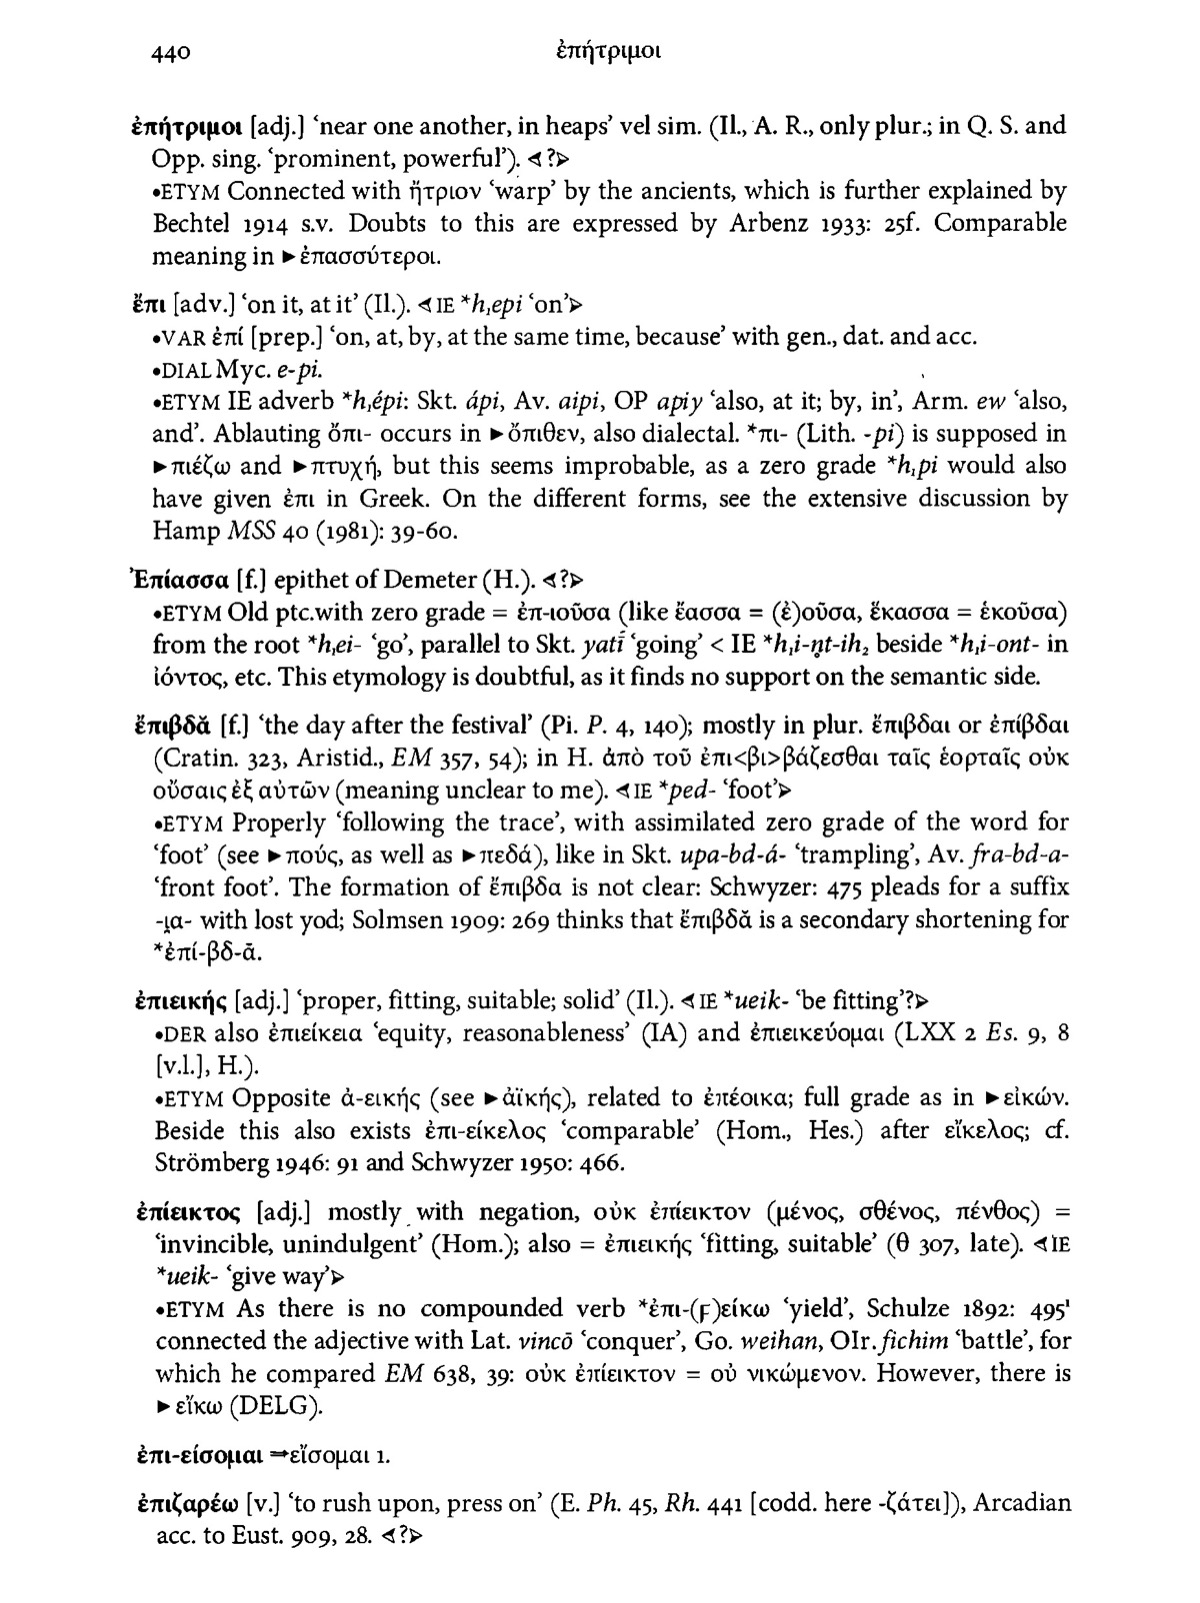 440 ἐπήτριμοι
ἐπήτριμοι [adj.] ‘near one another, in heaps’ vel sim. (Il., A. R., only plur.; in Q. S. and
Opp. sing. ‘prominent, powerful’). ⊰?⊱
•ETYM Connected with ἤτριον ‘warp’ by the ancients, which is further explained by
Bechtel 1914 s.v. Doubts to this are expressed by Arbenz 1933: 25f. Comparable
meaning in ▶ἐπασσύτεροι.
ἔπι [adv.] ‘on it, at it’ (Il.). ⊰IE *h₁epi ‘on’⊱
•VAR ἐπί [prep.] ‘on, at, by, at the same time, because’ with gen., dat. and acc.
•DIAL Myc. e-pi.
•ETYM IE adverb *h₁épi: Skt. ápi, Av. aipi, OP apiy ‘also, at it; by, in’, Arm. ew ‘also,
and’. Ablauting ὄπι- occurs in ▶ὄπιθεν, also dialectal. *πι- (Lith. -pi) is supposed in
▶πιέζω and ▶πτυχή, but this seems improbable, as a zero grade *h₁pi would also
have given ἐπι in Greek. On the different forms, see the extensive discussion by
Hamp MSS 40 (1981): 39-60.
Ἐπίασσα [f.] epithet of Demeter (H.). ⊰?⊱
•ETYM Old ptc.with zero grade = ἐπ-ιοῦσα (like ἔασσα = (ἐ)οῦσα, ἕκασσα = ἑκοῦσα)
from the root *h₁ei- ‘go’, parallel to Skt. yatī́ ‘going’ < IE *h₁i-n̥t-ih₂ beside *h₁i-ont- in
ἰόντος, etc. This etymology is doubtful, as it finds no support on the semantic side.
ἔπιβδᾰ [f.] ‘the day after the festival’ (Pi. P. 4, 140); mostly in plur. ἔπιβδαι or ἐπίβδαι
(Cratin. 323, Aristid., EM 357, 54); in H. ἀπὸ τοῦ ἐπι<βι>βάζεσθαι ταῖς ἑορταῖς οὐκ
οὔσαις ἐξ αὐτῶν (meaning unclear to me). ⊰IE *ped- ‘foot’⊱
•ETYM Properly ‘following the trace’, with assimilated zero grade of the word for
‘foot’ (see ▶πούς, as well as ▶πεδά), like in Skt. upa-bd-á- ‘trampling’, Av. fra-bd-a-
‘front foot’. The formation of ἔπιβδα is not clear: Schwyzer: 475 pleads for a suffix
-ι̯α- with lost yod; Solmsen 1909: 269 thinks that ἔπιβδᾰ is a secondary shortening for
*ἐπί-βδ-ᾱ.
ἐπιεικής [adj.] ‘proper, fitting, suitable; solid’ (Il.). ⊰IE *ueik- ‘be fitting’?⊱
•DER also ἐπιείκεια ‘equity, reasonableness’ (IA) and ἐπιεικεύομαι (LXX 2 Es. 9, 8
[v.l.], H.).
•ETYM Opposite ἀ-εικής (see ▶ἀϊκής), related to ἐπέοικα; full grade as in ▶εἰκών.
Beside this also exists ἐπι-είκελος ‘comparable’ (Hom., Hes.) after εἴκελος; cf.
Strömberg 1946: 91 and Schwyzer 1950: 466.
ἐπίεικτος [adj.] mostly with negation, οὐκ ἐπίεικτον (μένος, σθένος, πένθος) =
‘invincible, unindulgent’ (Hom.); also = ἐπιεικής ‘fitting, suitable’ (θ 307, late). ⊰IE
*ueik- ‘give way’⊱
•ETYM As there is no compounded verb *ἐπι-(ϝ)είκω ‘yield’, Schulze 1892: 495¹
connected the adjective with Lat. vincō ‘conquer’, Go. weihan, OIr. fichim ‘battle’, for
which he compared EM 638, 39: οὐκ ἐπίεικτον = οὐ νικώμενον. However, there is
▶εἴκω (DELG).
ἐπι-είσομαι ⇒εἴσομαι 1.
ἐπιζαρέω [v.] ‘to rush upon, press on’ (E. Ph. 45, Rh. 441 [codd. here -ζάτει]), Arcadian
acc. to Eust. 909, 28. ⊰?⊱